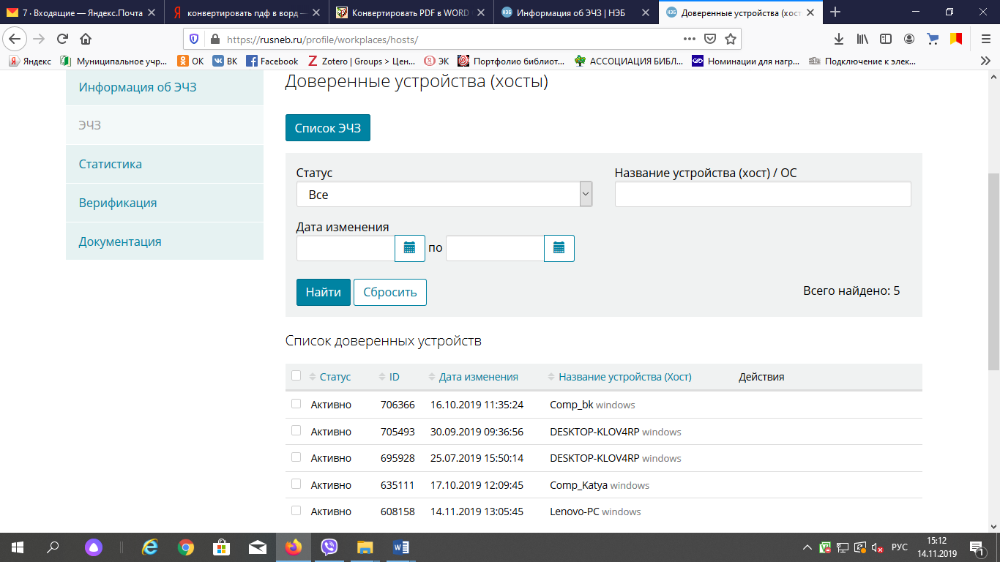 7 · Входящие — Яндекс.Почта
конвертировать пдф в ворд —
Конвертировать PDF в WORD
Информация об ЭЧЗ | НЭБ
Доверенные устройства (хост
https://rusneb.ru/profile/workplaces/hosts/
Яндекс
Муниципальное учр...
ОК
ВК
Facebook
Zotero | Groups > Цен...
ЭК
Портфолио библиот...
АССОЦИАЦИЯ БИБЛ...
Номинации для нагр...
Подключение к элек...
Доверенные устройства (хосты)
Информация об ЭЧЗ
ЭЧЗ
Статистика
Верификация
Документация
Список ЭЧЗ
Статус
Название устройства (хост) / ОС
Все
Дата изменения
по
Найти
Сбросить
Всего найдено: 5
Список доверенных устройств
Статус ID Дата изменения Название устройства (Хост) Действия
Активно 706366 16.10.2019 11:35:24 Comp_bk windows
Активно 705493 30.09.2019 09:36:56 DESKTOP-KLOV4RP windows
Активно 695928 25.07.2019 15:50:14 DESKTOP-KLOV4RP windows
Активно 635111 17.10.2019 12:09:45 Comp_Katya windows
Активно 608158 14.11.2019 13:05:45 Lenovo-PC windows
РУС
15:12
14.11.2019
1